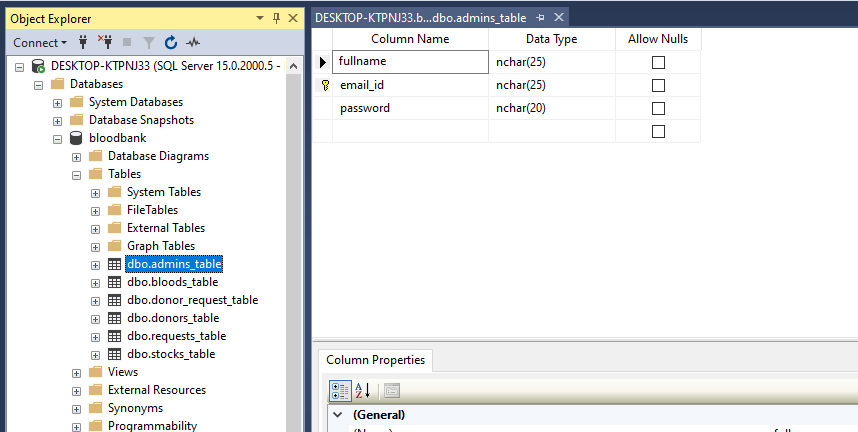 Object Explorer
Connect
DESKTOP-KTPNJ33 (SQL Server 15.0.2000.5 -
Databases
System Databases
Database Snapshots
bloodbank
Database Diagrams
Tables
System Tables
FileTables
External Tables
Graph Tables
dbo.admins_table
dbo.bloods_table
dbo.donor_request_table
dbo.donors_table
dbo.requests_table
dbo.stocks_table
Views
External Resources
Synonyms
Programmability
DESKTOP-KTPNJ33.b...dbo.admins_table
Column Name Data Type Allow Nulls
fullname nchar(25)
email_id nchar(25)
password nchar(20)
Column Properties
(General)